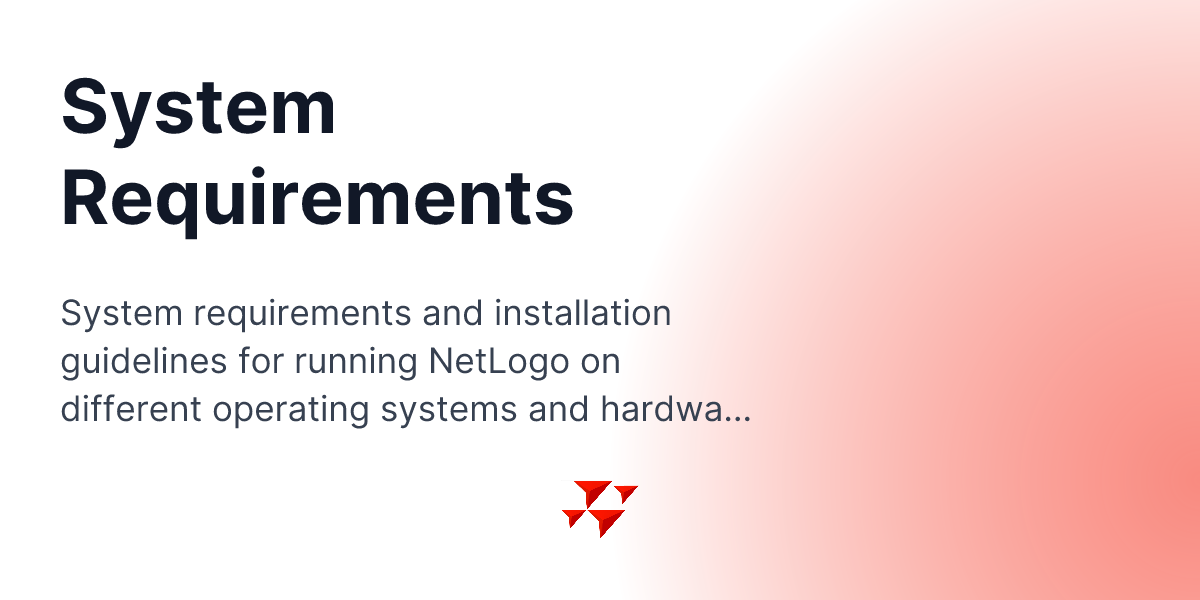 System
Requirements
System requirements and installation
guidelines for running NetLogo on
different operating systems and hardwa...